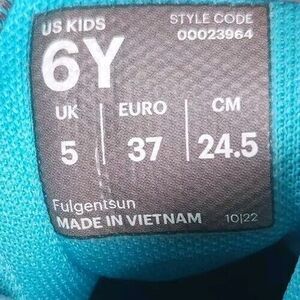 US KIDS STYLE CODE
6Y 00023964
UK EURO CM
5 37 24.5
Fulgentsun
MADE IN VIETNAM 10|22